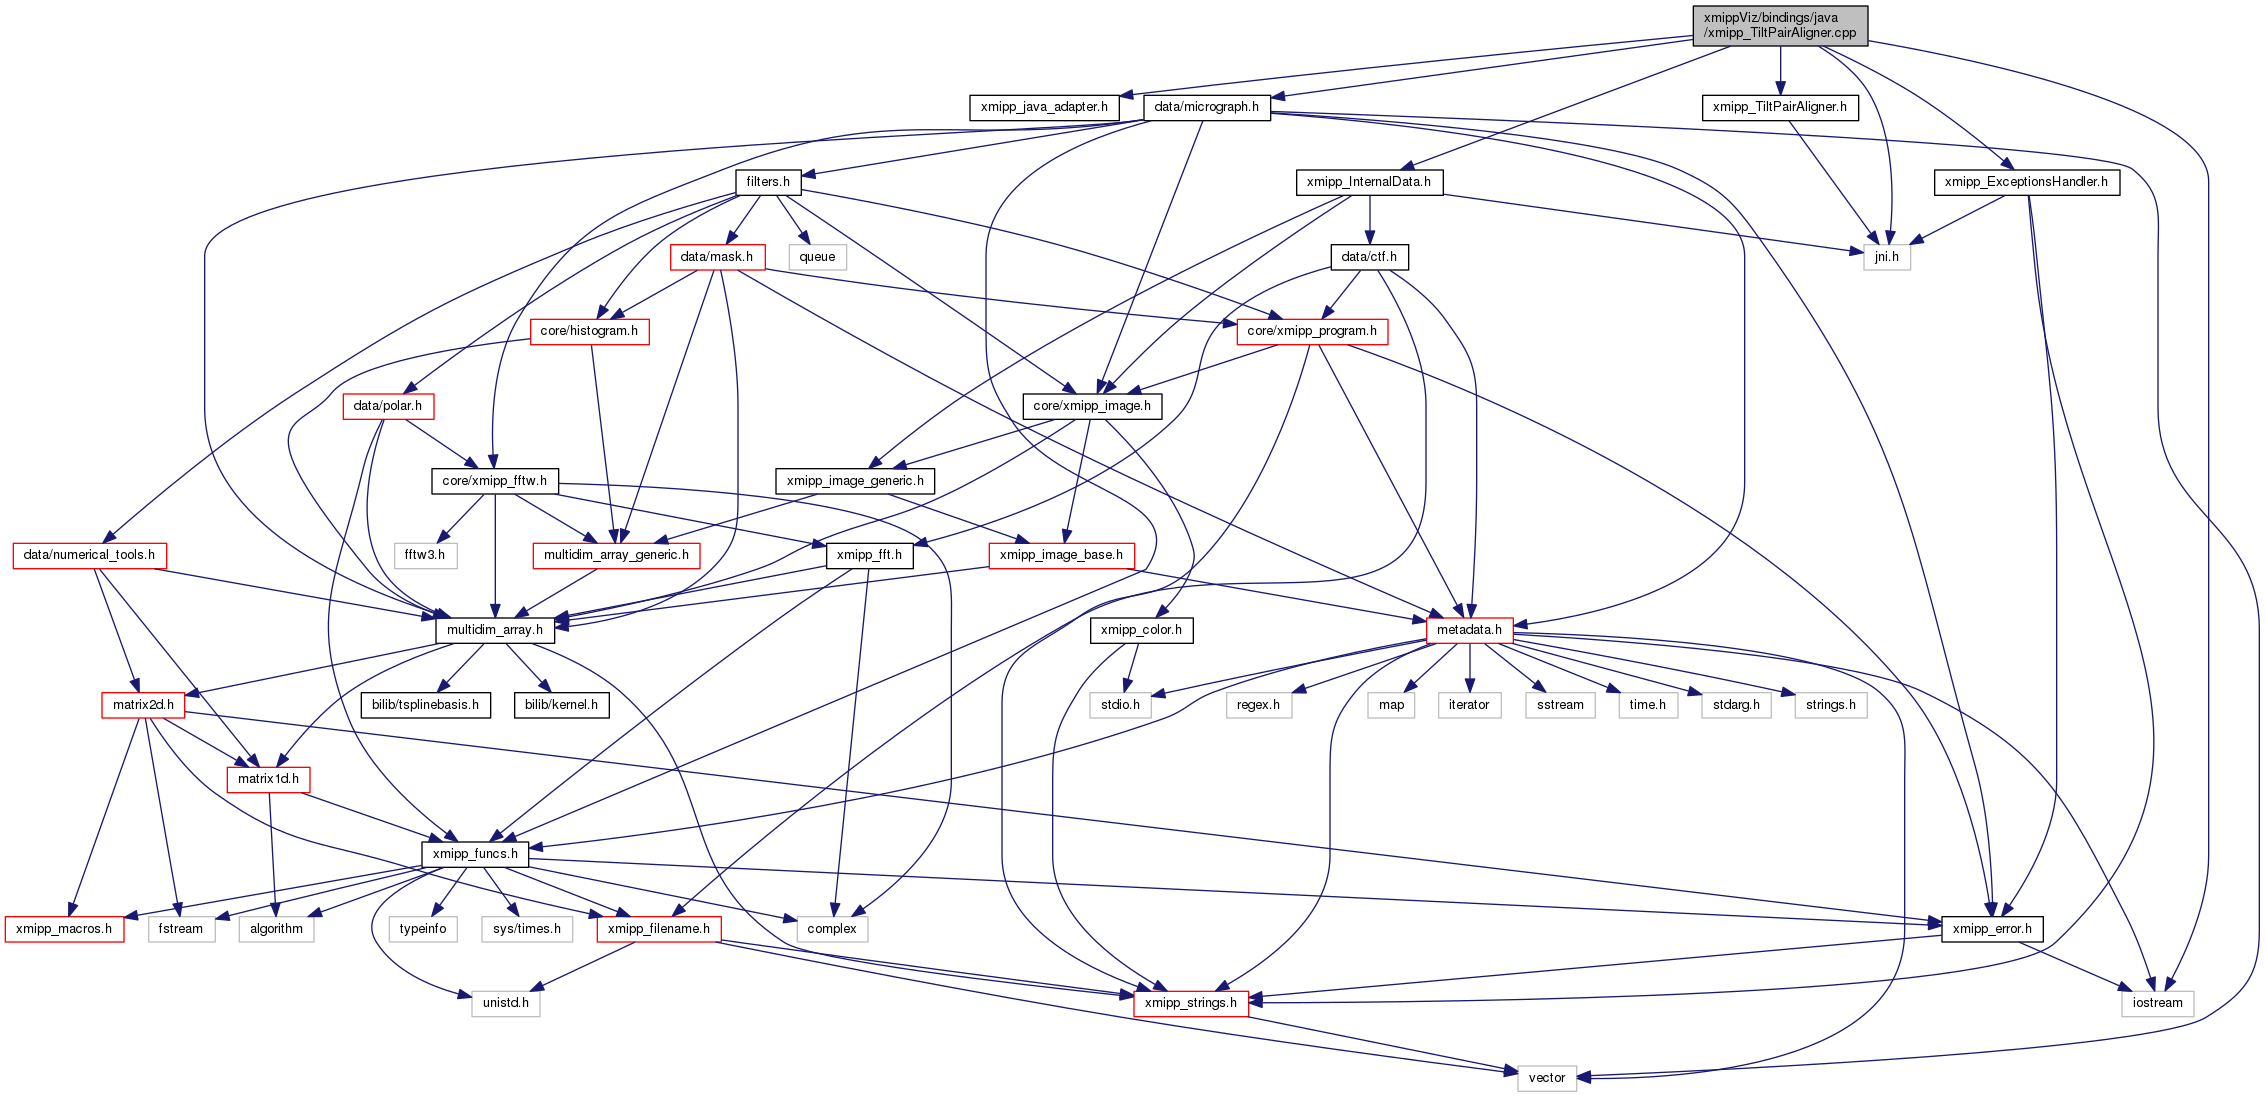 xmippViz/bindings/java
/xmipp_TiltPairAligner.cpp
xmipp_java_adapter.h
data/micrograph.h
xmipp_TiltPairAligner.h
filters.h
xmipp_InternalData.h
xmipp_ExceptionsHandler.h
data/mask.h
queue
data/ctf.h
jni.h
core/histogram.h
core/xmipp_program.h
data/polar.h
core/xmipp_image.h
core/xmipp_fftw.h
xmipp_image_generic.h
data/numerical_tools.h
fftw3.h
multidim_array_generic.h
xmipp_fft.h
xmipp_image_base.h
multidim_array.h
xmipp_color.h
metadata.h
matrix2d.h
bilib/tsplinebasis.h
bilib/kernel.h
stdio.h
regex.h
map
iterator
sstream
time.h
stdarg.h
strings.h
matrix1d.h
xmipp_funcs.h
xmipp_macros.h
fstream
algorithm
typeinfo
sys/times.h
xmipp_filename.h
complex
xmipp_error.h
unistd.h
xmipp_strings.h
iostream
vector